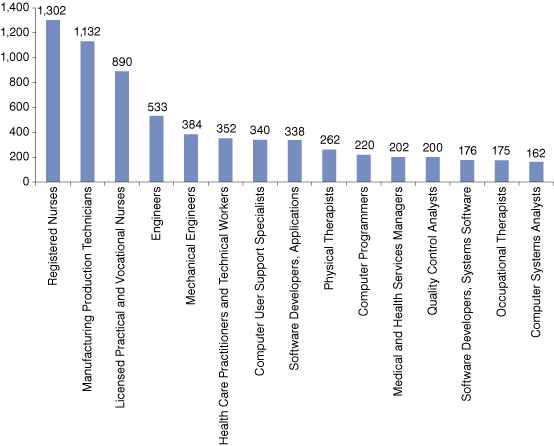 1,400
1,200
1,000
800
600
400
200
0
1,302
1,132
890
533
384
352
340
338
262
220
202
200
176
175
162
Registered Nurses
Manufacturing Production Technicians
Licensed Practical and Vocational Nurses
Engineers
Mechanical Engineers
Health Care Practitioners and Technical Workers
Computer User Support Specialists
Software Developers, Applications
Physical Therapists
Computer Programmers
Medical and Health Services Managers
Quality Control Analysts
Software Developers, Systems Software
Occupational Therapists
Computer Systems Analysts